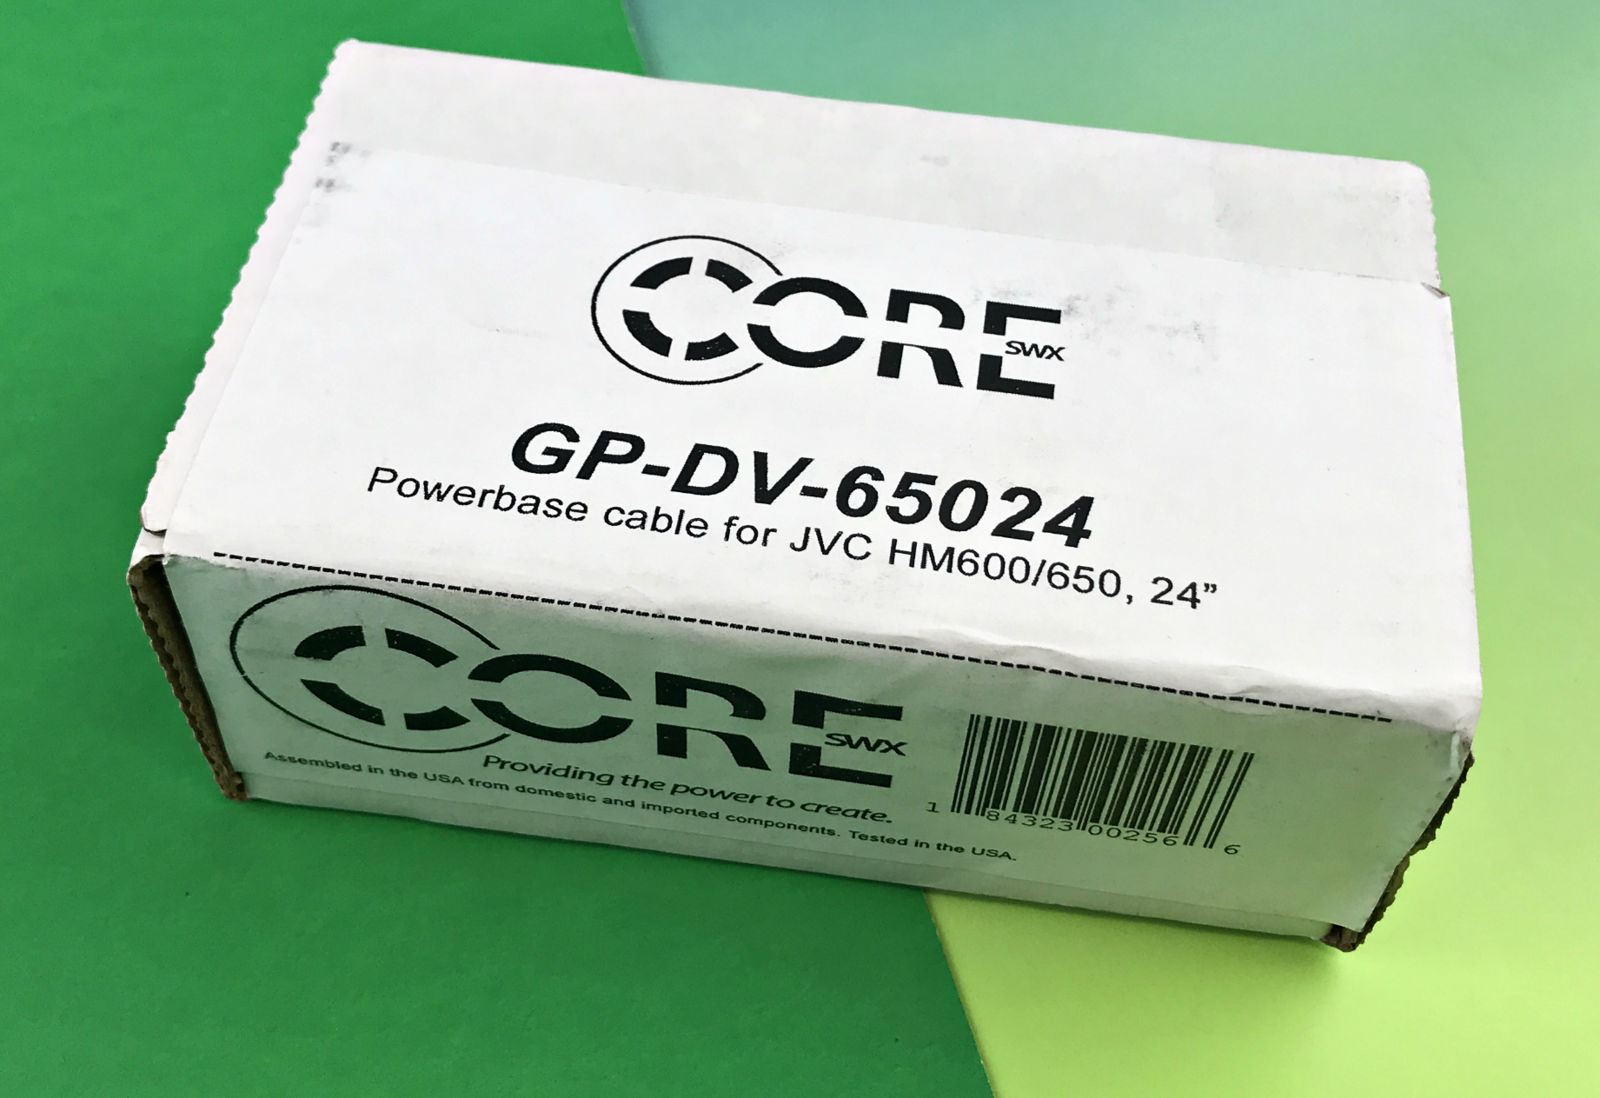 CORE
SWX
GP-DV-65024
Powerbase cable for JVC HM600/650, 24”
CORE
SWX
Providing the power to create.
Assembled in the USA from domestic and imported components. Tested in the USA.
1 84323 00256 6